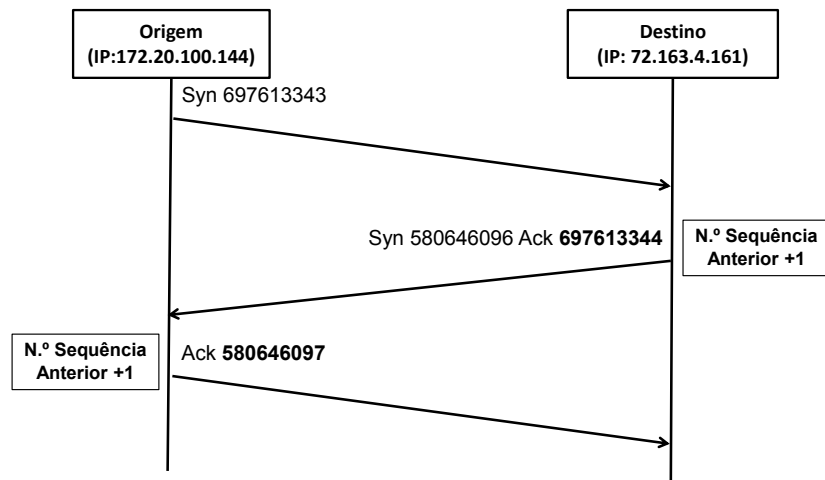 Origem
(IP:172.20.100.144)
Destino
(IP: 72.163.4.161)
Syn 697613343
Syn 580646096 Ack 697613344
N.º Sequência
Anterior +1
N.º Sequência
Anterior +1
Ack 580646097